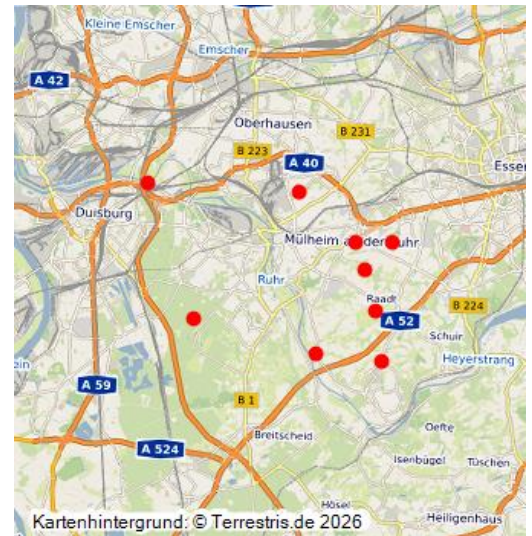 Kleine Emscher
Emscher
A 42
Oberhausen
B 231
B 223
A 40
Essen
Duisburg
Mülheim an der Ruhr
Ruhr
Raadt
B 224
A 52
Schuir
Heyerstrang
A 59
B 1
Oefte
Breitscheid
A 524
Isenbügel
Tüschen
Hösel
Heiligenhaus
Kartenhintergrund: © Terrestris.de 2026